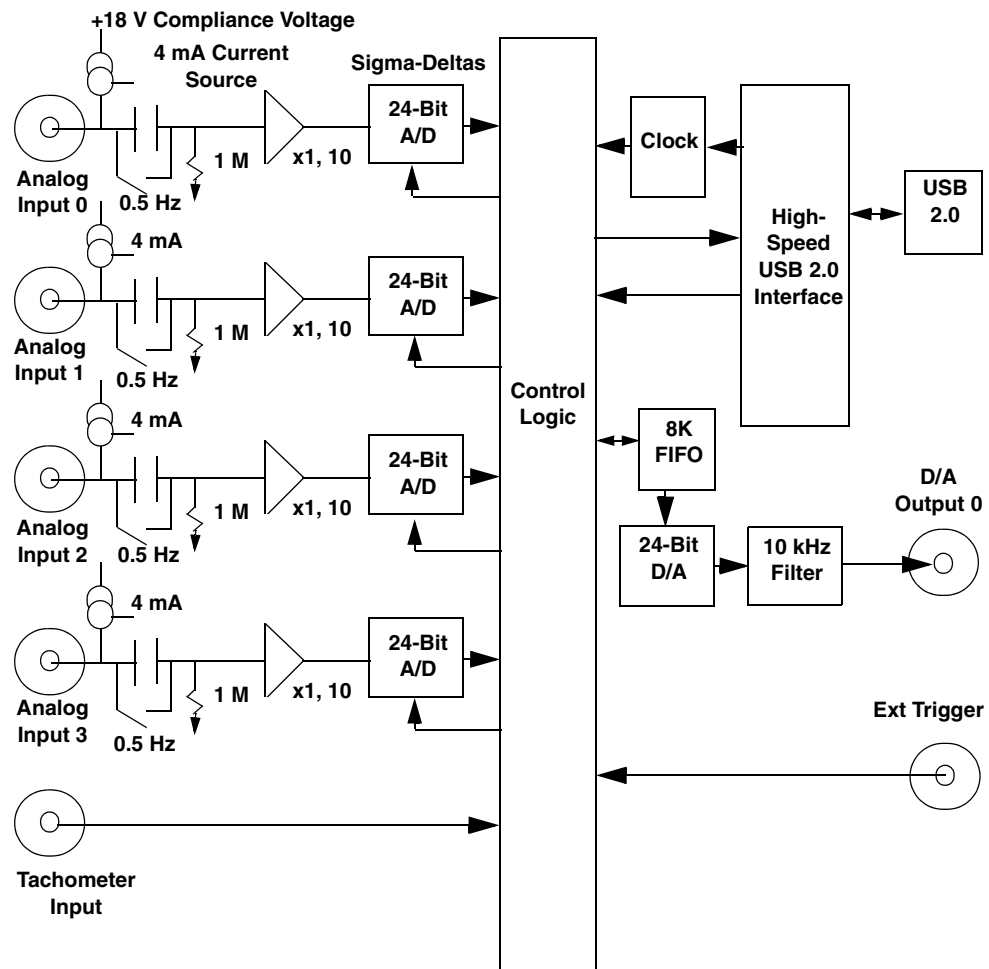 +18 V Compliance Voltage
4 mA Current
Source
Sigma-Deltas
24-Bit
A/D
1 M
x1, 10
Analog
Input 0
0.5 Hz
4 mA
24-Bit
A/D
1 M
x1, 10
Analog
Input 1
0.5 Hz
4 mA
24-Bit
A/D
1 M
x1, 10
Analog
Input 2
0.5 Hz
4 mA
24-Bit
A/D
1 M
x1, 10
Analog
Input 3
0.5 Hz
Tachometer
Input
Control
Logic
Clock
High-
Speed
USB 2.0
Interface
USB
2.0
8K
FIFO
24-Bit
D/A
10 kHz
Filter
D/A
Output 0
Ext Trigger